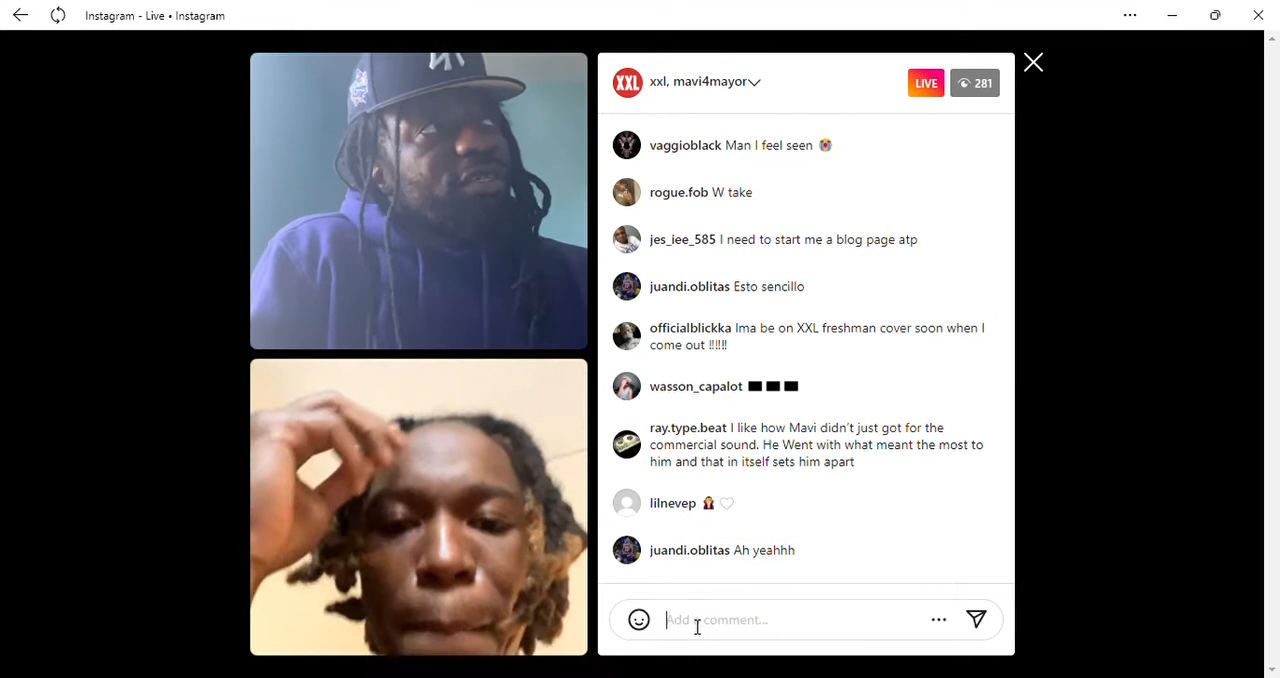 Instagram - Live • Instagram
XXL
xxl, mavi4mayor
LIVE
281
vaggioblack Man I feel seen 😭
rogue.fob W take
jes_iee_585 I need to start me a blog page atp
juandi.oblitas Esto sencillo
officialblickka Ima be on XXL freshman cover soon when I
come out !!!!!!
wasson_capalot
ray.type.beat I like how Mavi didn't just got for the
commercial sound. He Went with what meant the most to
him and that in itself sets him apart
lilnevep
juandi.oblitas Ah yeahhh
Add a comment...